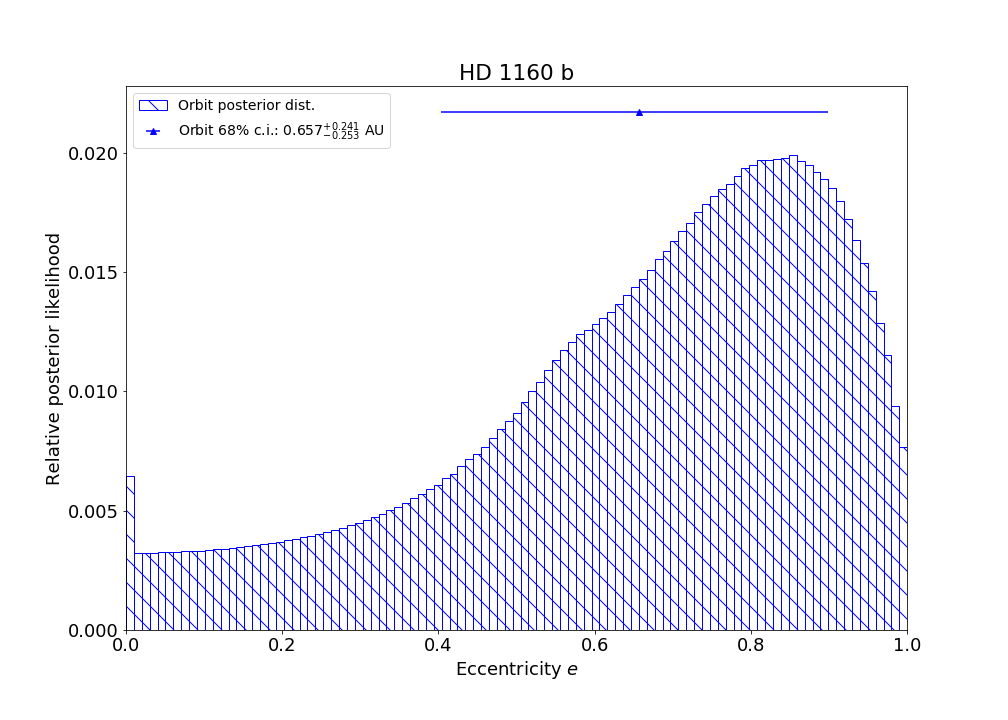 HD 1160 b
Orbit posterior dist.
Orbit 68% c.i.: 0.657^{+0.241}_{−0.253} AU
Relative posterior likelihood
0.020
0.015
0.010
0.005
0.000
0.0 0.2 0.4 0.6 0.8 1.0
Eccentricity e